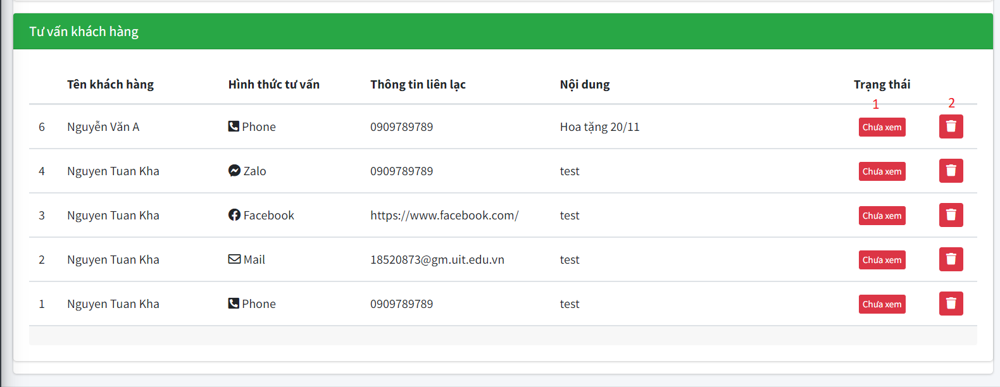 Tư vấn khách hàng
Tên khách hàng Hình thức tư vấn Thông tin liên lạc Nội dung Trạng thái
1 2
6 Nguyễn Văn A Phone 0909789789 Hoa tặng 20/11 Chưa xem
4 Nguyen Tuan Kha Zalo 0909789789 test Chưa xem
3 Nguyen Tuan Kha Facebook https://www.facebook.com/ test Chưa xem
2 Nguyen Tuan Kha Mail 18520873@gm.uit.edu.vn test Chưa xem
1 Nguyen Tuan Kha Phone 0909789789 test Chưa xem